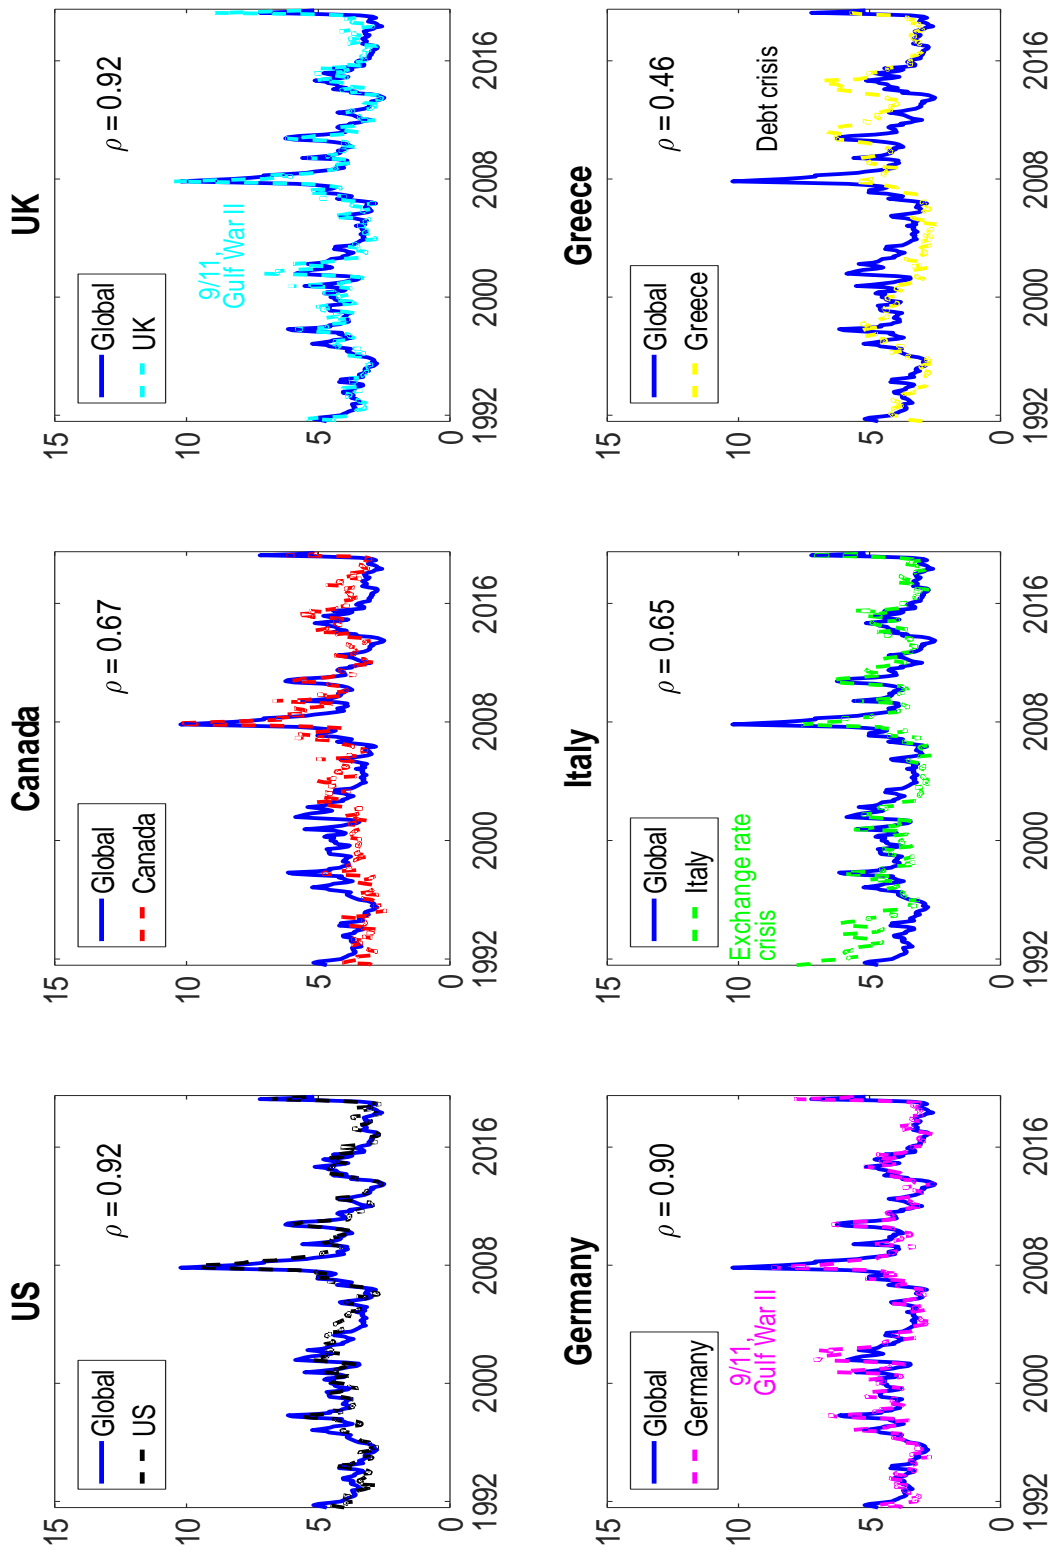 US
15
10
5
0
1992
2000
2008
2016
Global
US
ρ = 0.92
Canada
15
10
5
0
1992
2000
2008
2016
Global
Canada
ρ = 0.67
UK
15
10
5
0
1992
2000
2008
2016
Global
UK
ρ = 0.92
9/11,
Gulf War II
Germany
15
10
5
0
1992
2000
2008
2016
Global
Germany
ρ = 0.90
9/11,
Gulf War II
Italy
15
10
5
0
1992
2000
2008
2016
Global
Italy
ρ = 0.65
Exchange rate
crisis
Greece
15
10
5
0
1992
2000
2008
2016
Global
Greece
ρ = 0.46
Debt crisis